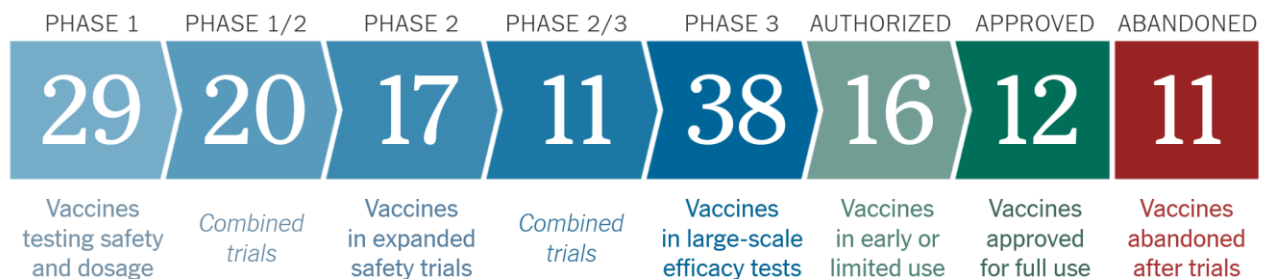 PHASE 1 PHASE 1/2 PHASE 2 PHASE 2/3 PHASE 3 AUTHORIZED APPROVED ABANDONED
29 20 17 11 38 16 12 11
Vaccines
testing safety
and dosage
Combined
trials
Vaccines
in expanded
safety trials
Combined
trials
Vaccines
in large-scale
efficacy tests
Vaccines
in early or
limited use
Vaccines
approved
for full use
Vaccines
abandoned
after trials